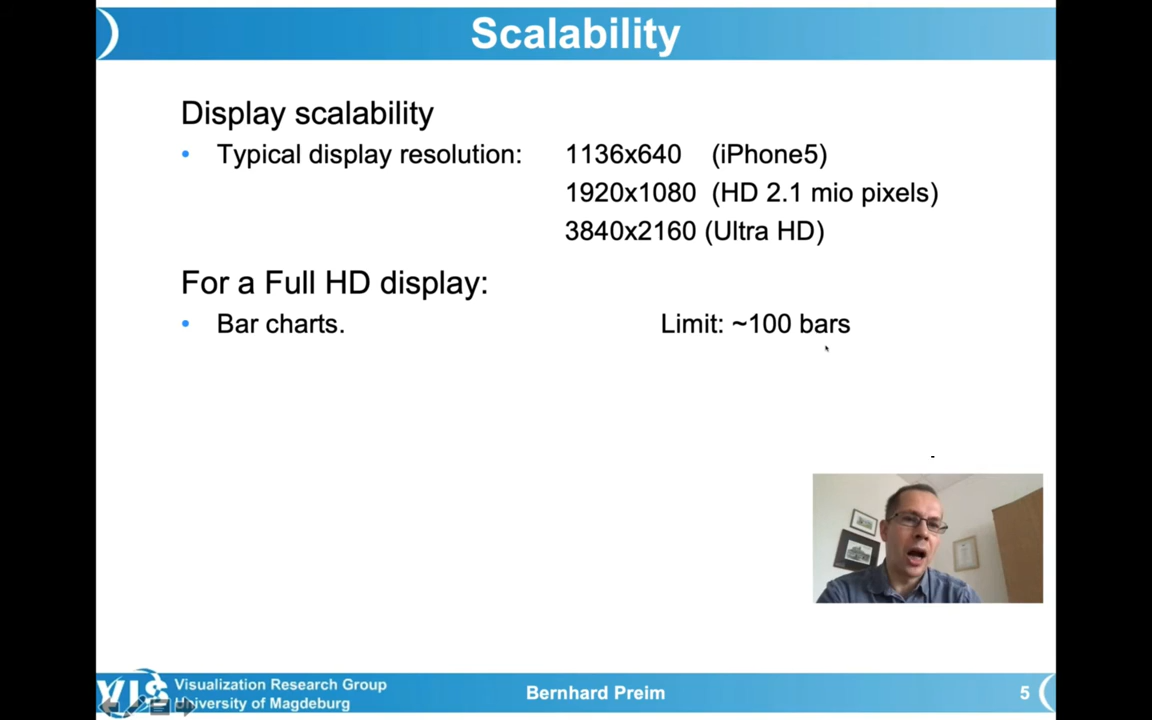 Scalability
Display scalability
• Typical display resolution: 1136x640 (iPhone5)
1920x1080 (HD 2.1 mio pixels)
3840x2160 (Ultra HD)
For a Full HD display:
• Bar charts. Limit: ~100 bars
VIS Visualization Research Group
University of Magdeburg
Bernhard Preim
5